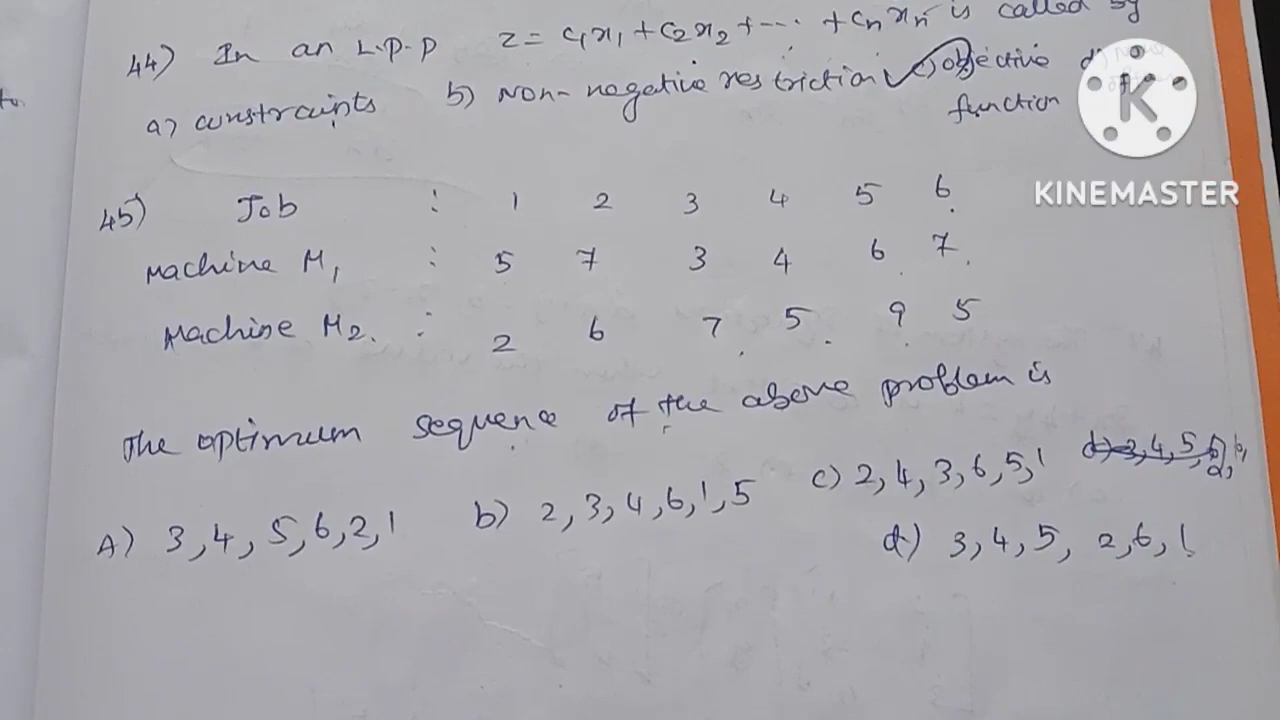 44) In an L.P.P z = c1x1 + c2x2 + ... + cnxn is called by
a) constraints b) non-negative restriction c) objective function d)
45) Job : 1 2 3 4 5 6
Machine M1 : 5 7 3 4 6 7
Machine M2. : 2 6 7 5 9 5
The optimum sequence of the above problem is
A) 3,4,5,6,2,1 b) 2,3,4,6,1,5 c) 2,4,3,6,5,1
d) 3,4,5,2,6,1
K
KINEMASTER